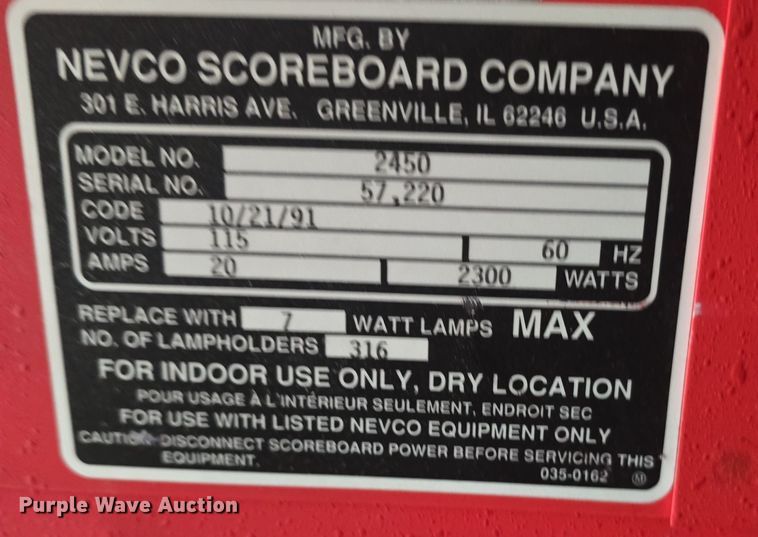 MFG. BY
NEVCO SCOREBOARD COMPANY
301 E. HARRIS AVE. GREENVILLE, IL 62246 U.S.A.
MODEL NO. 2450
SERIAL NO. 57,220
CODE 10/21/91
VOLTS 115 60 HZ
AMPS 20 2300 WATTS
REPLACE WITH 7 WATT LAMPS MAX
NO. OF LAMPHOLDERS 316
FOR INDOOR USE ONLY, DRY LOCATION
POUR USAGE À L'INTÉRIEUR SEULEMENT, ENDROIT SEC
FOR USE WITH LISTED NEVCO EQUIPMENT ONLY
CAUTION-DISCONNECT SCOREBOARD POWER BEFORE SERVICING THIS
EQUIPMENT.
035-0162 M
Purple Wave Auction